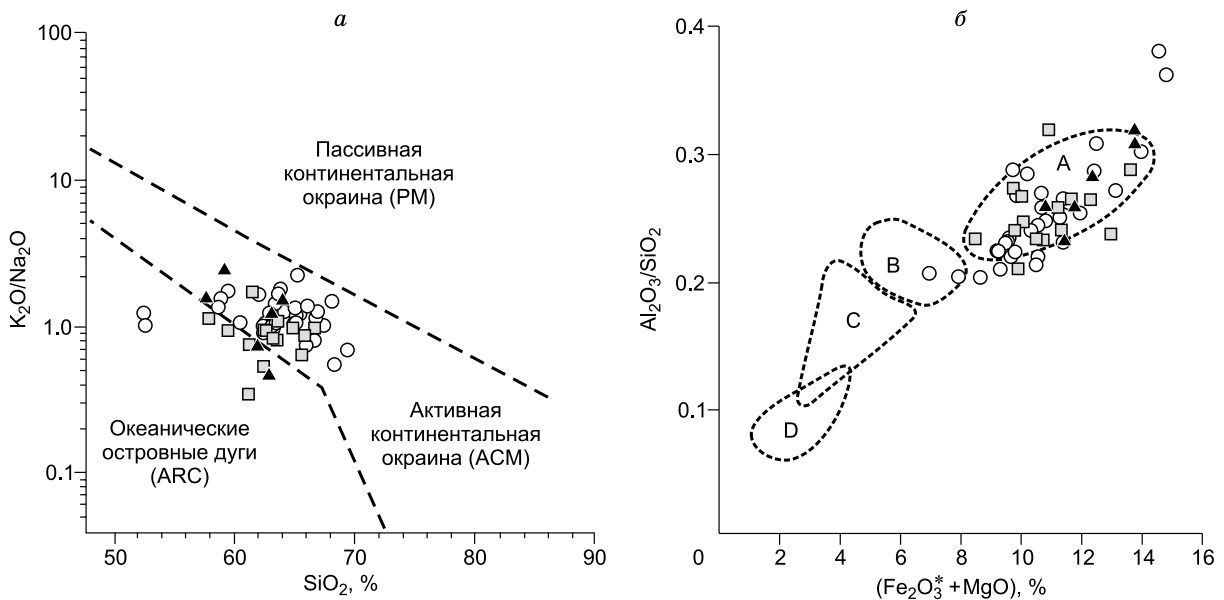 а
100
10
1.0
0.1
K₂O/Na₂O
Пассивная
континентальная
окраина (PM)
Океанические
островные дуги
(ARC)
Активная
континентальная
окраина (ACM)
50 60 70 80 90
SiO₂, %
б
0.4
0.3
0.2
0.1
Al₂O₃/SiO₂
A
B
C
D
0 2 4 6 8 10 12 14 16
(Fe₂O₃* +MgO), %